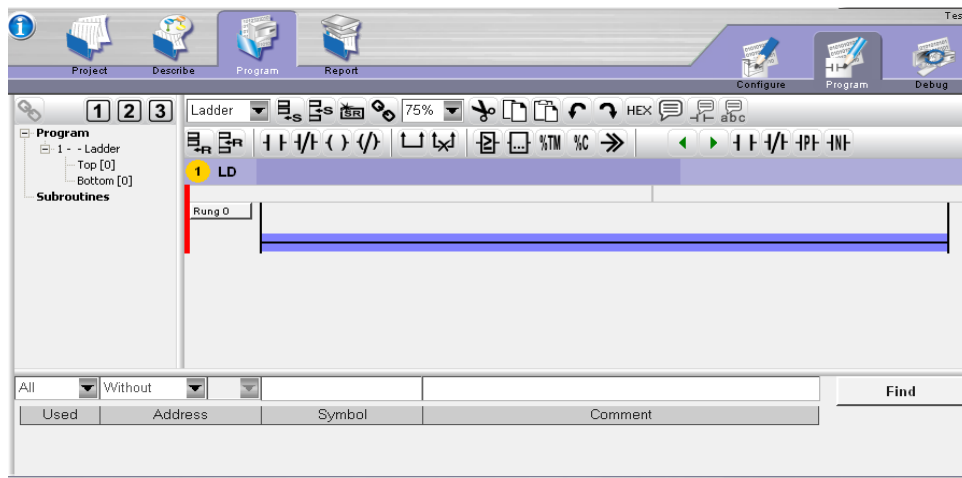 Tes
Project Describe Program Report
Configure Program Debug
1 2 3
Ladder
S
S
SR
75%
HEX
abc
Program
R
R
%TM
%C
P
N
1 - - Ladder
Top [0]
1 LD
Bottom [0]
Subroutines
Rung 0
All Without
Find
Used Address Symbol Comment